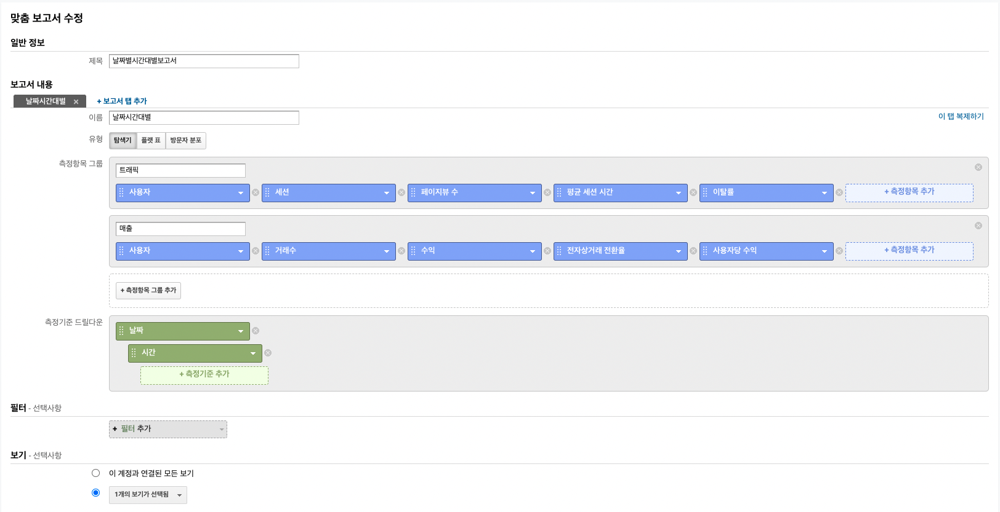 맞춤 보고서 수정
일반 정보
제목 날짜별시간대별보고서
보고서 내용
날짜시간대별 + 보고서 탭 추가
이름 날짜시간대별 이 탭 복제하기
유형 탐색기 플랫 표 방문자 분포
측정항목 그룹 트래픽
사용자 세션 페이지뷰 수 평균 세션 시간 이탈률 + 측정항목 추가
매출
사용자 거래수 수익 전자상거래 전환율 사용자당 수익 + 측정항목 추가
+ 측정항목 그룹 추가
측정기준 드릴다운 날짜
시간
+ 측정기준 추가
필터 - 선택사항
+ 필터 추가
보기 - 선택사항
이 계정과 연결된 모든 보기
1개의 보기가 선택됨